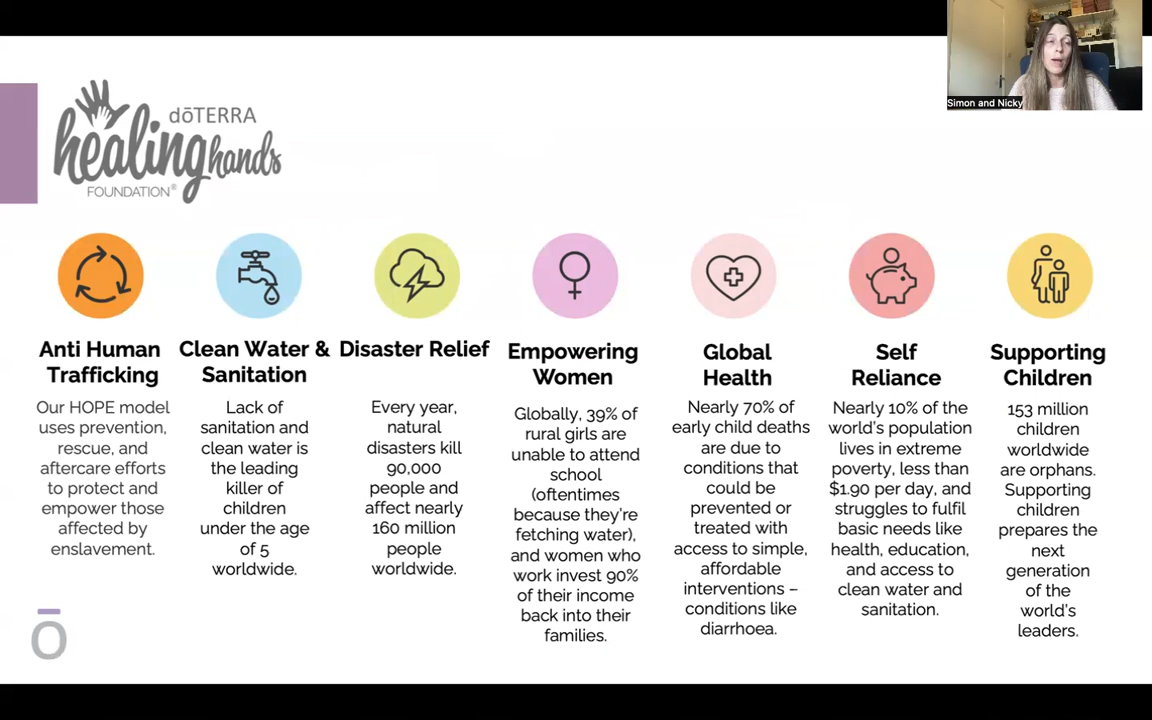 Simon and Nicky
dōTERRA
healing hands
FOUNDATION®
Anti Human
Trafficking
Our HOPE model
uses prevention,
rescue, and
aftercare efforts
to protect and
empower those
affected by
enslavement.
Clean Water &
Sanitation
Lack of
sanitation and
clean water is
the leading
killer of
children
under the age
of 5
worldwide.
Disaster Relief
Every year,
natural
disasters kill
90,000
people and
affect nearly
160 million
people
worldwide.
Empowering
Women
Globally, 39% of
rural girls are
unable to attend
school
(oftentimes
because they're
fetching water),
and women who
work invest 90%
of their income
back into their
families.
Global
Health
Nearly 70% of
early child deaths
are due to
conditions that
could be
prevented or
treated with
access to simple,
affordable
interventions –
conditions like
diarrhoea.
Self
Reliance
Nearly 10% of the
world's population
lives in extreme
poverty, less than
$1.90 per day, and
struggles to fulfil
basic needs like
health, education,
and access to
clean water and
sanitation.
Supporting
Children
153 million
children
worldwide
are orphans.
Supporting
children
prepares the
next
generation
of the
world's
leaders.
ō